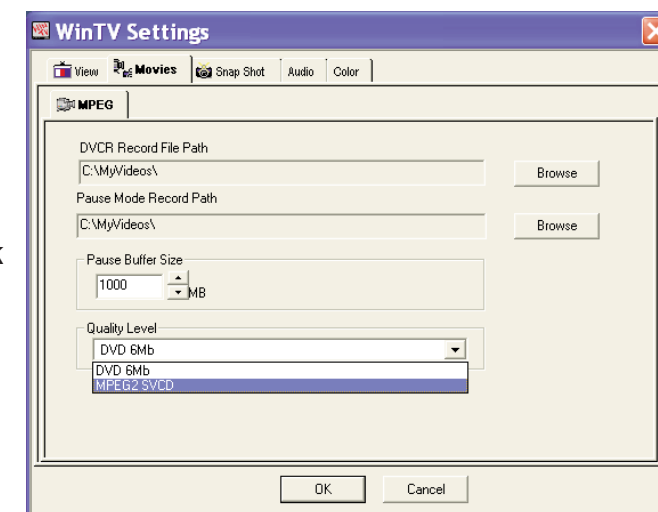 WinTV Settings
View Movies Snap Shot Audio Color
MPEG
DVCR Record File Path
C:\MyVideos\ Browse
Pause Mode Record Path
C:\MyVideos\ Browse
Pause Buffer Size
1000 MB
Quality Level
DVD 6Mb
DVD 6Mb
MPEG2 SVCD
OK Cancel